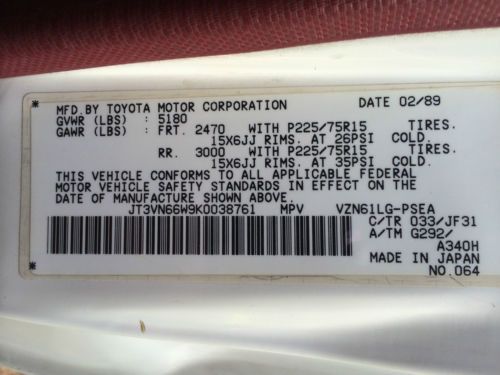 MFD.BY TOYOTA MOTOR CORPORATION DATE 02/89
GVWR (LBS) : 5180
GAWR (LBS) : FRT. 2470 WITH P225/75R15 TIRES.
15X6JJ RIMS. AT 26PSI COLD.
RR. 3000 WITH P225/75R15 TIRES.
15X6JJ RIMS. AT 35PSI COLD.
THIS VEHICLE CONFORMS TO ALL APPLICABLE FEDERAL
MOTOR VEHICLE SAFETY STANDARDS IN EFFECT ON THE
DATE OF MANUFACTURE SHOWN ABOVE.
JT3VN66W9K0038761 MPV VZN61LG-PSEA
C/TR 033/JF31
A/TM G292/
A340H
MADE IN JAPAN
NO.064